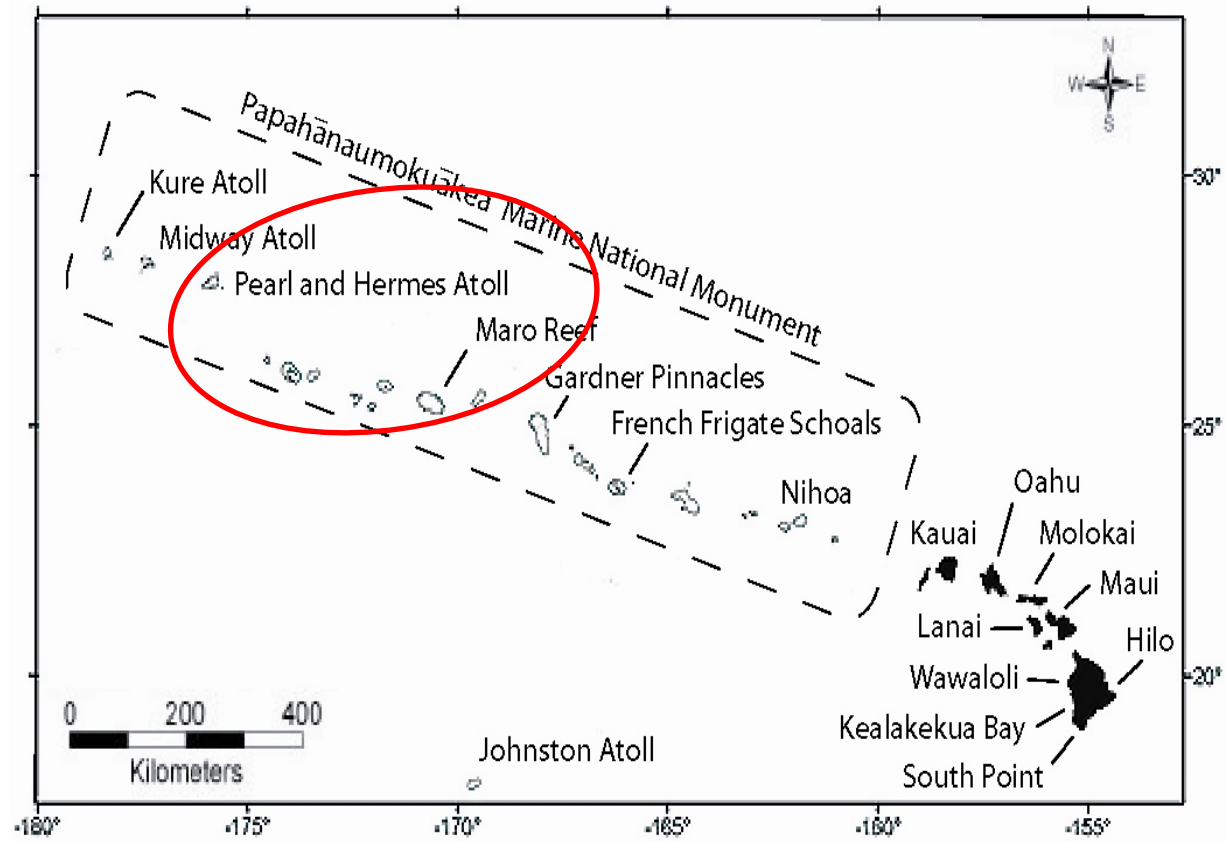 N
W E
S
Papahānaumokuākea Marine National Monument
30°
Kure Atoll
Midway Atoll
Pearl and Hermes Atoll
Maro Reef
Gardner Pinnacles
25°
French Frigate Schoals
Nihoa
Oahu
Kauai
Molokai
Maui
Lanai
Hilo
Wawaloli
20°
Kealakekua Bay
South Point
0 200 400
Kilometers
Johnston Atoll
-180° -175° -170° -165° -160° -155°